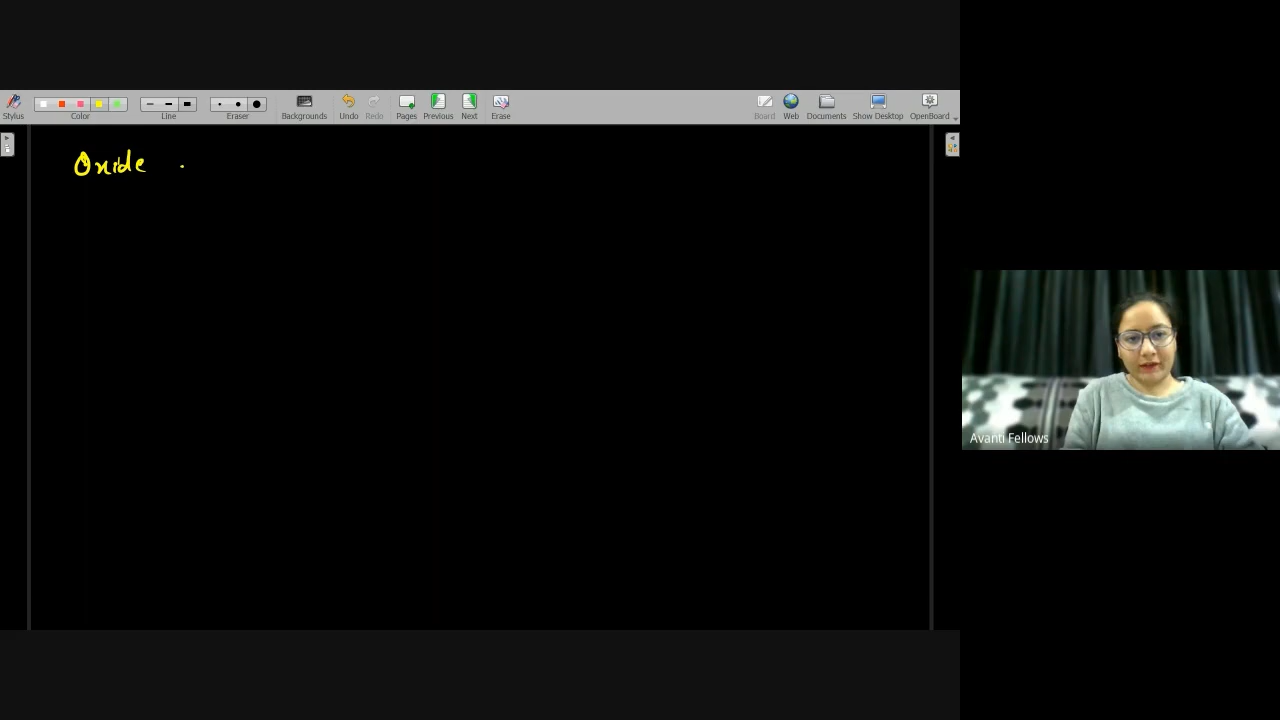 Stylus Color Line Eraser Backgrounds Undo Redo Pages Previous Next Erase Board Web Documents Show Desktop OpenBoard
Oxide
Avanti Fellows